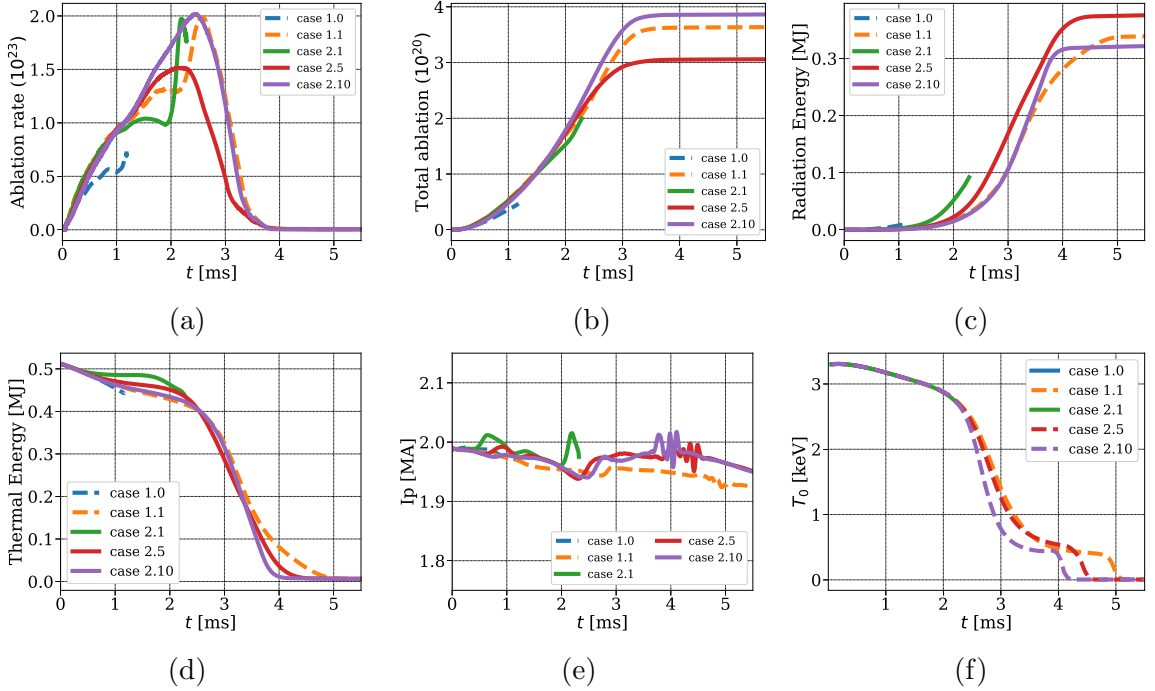 Ablation rate (10^23)
2.0
1.5
1.0
0.5
0.0
0 1 2 3 4 5
t [ms]
case 1.0
case 1.1
case 2.1
case 2.5
case 2.10
(a)
Total ablation (10^20)
4
3
2
1
0
0 1 2 3 4 5
t [ms]
case 1.0
case 1.1
case 2.1
case 2.5
case 2.10
(b)
Radiation Energy [MJ]
0.3
0.2
0.1
0.0
0 1 2 3 4 5
t [ms]
case 1.0
case 1.1
case 2.1
case 2.5
case 2.10
(c)
Thermal Energy [MJ]
0.5
0.4
0.3
0.2
0.1
0.0
0 1 2 3 4 5
t [ms]
case 1.0
case 1.1
case 2.1
case 2.5
case 2.10
(d)
Ip [MA]
2.1
2.0
1.9
1.8
0 1 2 3 4 5
t [ms]
case 1.0
case 1.1
case 2.1
case 2.5
case 2.10
(e)
T_0 [keV]
3
2
1
0
1 2 3 4 5
t [ms]
case 1.0
case 1.1
case 2.1
case 2.5
case 2.10
(f)